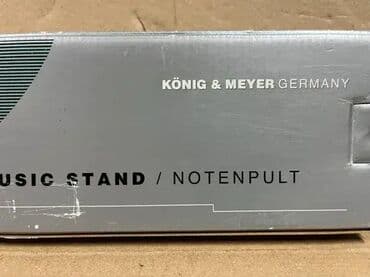 KÖNIG & MEYER GERMANY
USIC STAND / NOTENPULT